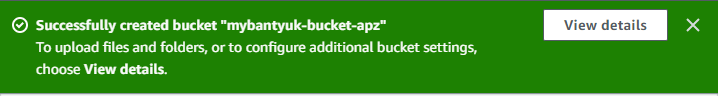 Successfully created bucket "mybantyuk-bucket-apz"
View details
To upload files and folders, or to configure additional bucket settings,
choose View details.